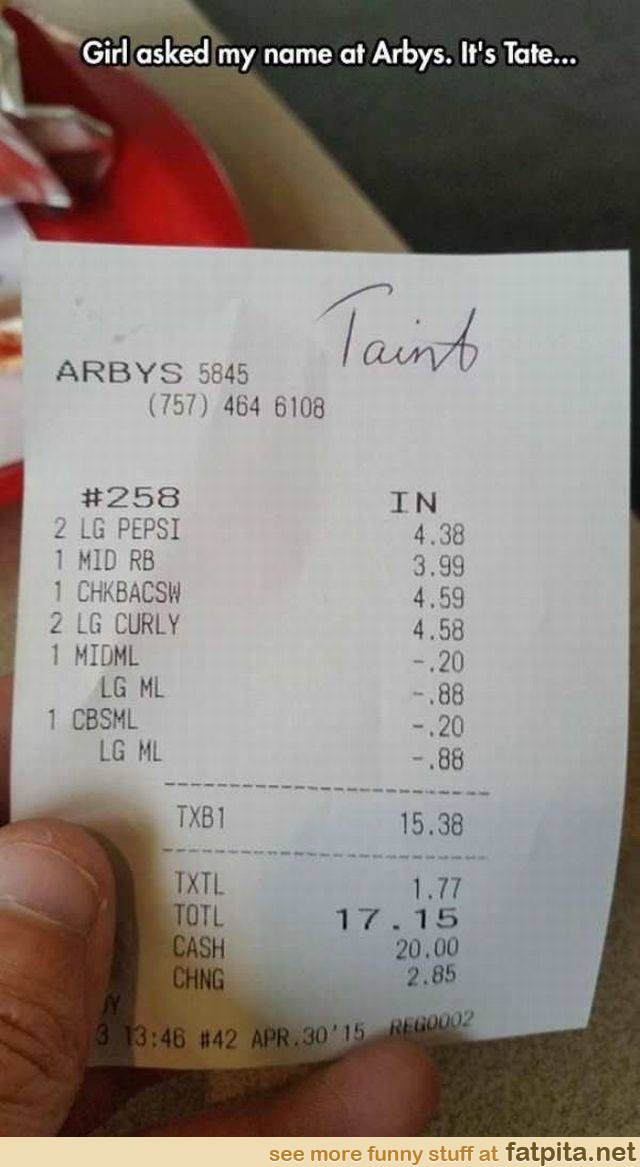 Girl asked my name at Arbys. It's Tate...
Taint
ARBYS 5845
(757) 464 6108
#258 IN
2 LG PEPSI 4.38
1 MID RB 3.99
1 CHKBACSW 4.59
2 LG CURLY 4.58
1 MIDML -.20
LG ML -.88
1 CBSML -.20
LG ML -.88
TXB1 15.38
TXTL 1.77
TOTL 17.15
CASH 20.00
CHNG 2.85
3 13:46 #42 APR.30'15 REG0002
see more funny stuff at fatpita.net